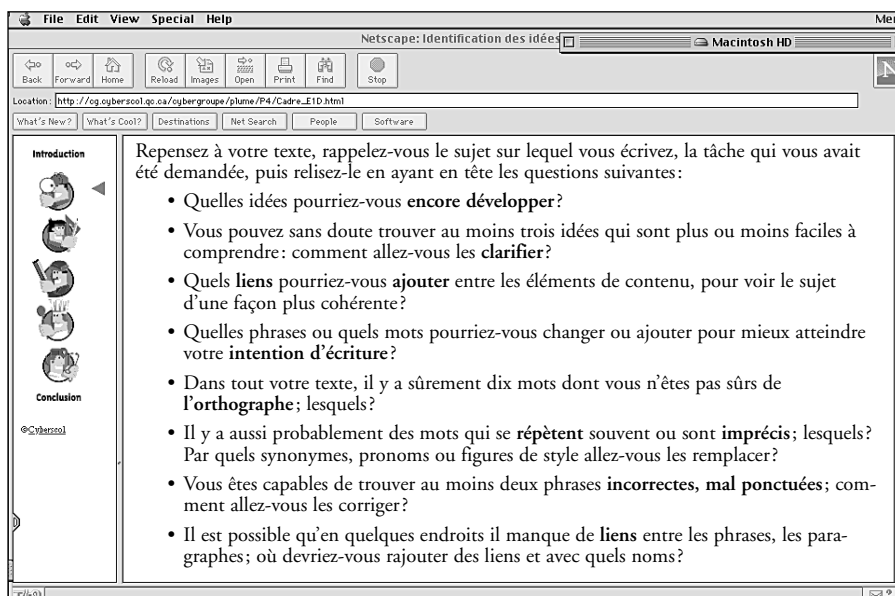 File Edit View Special Help
Netscape: Identification des idées
Macintosh HD
Back Forward Home Reload Images Open Print Find Stop
N
Location: http://cg.cyberscol.qc.ca/cybergroupe/plume/P4/Cadre_E1D.html
What's New? What's Cool? Destinations Net Search People Software
Introduction
Conclusion
©Cyberscol
Repensez à votre texte, rappelez-vous le sujet sur lequel vous écrivez, la tâche qui vous avait
été demandée, puis relisez-le en ayant en tête les questions suivantes:
• Quelles idées pourriez-vous encore développer?
• Vous pouvez sans doute trouver au moins trois idées qui sont plus ou moins faciles à
comprendre: comment allez-vous les clarifier?
• Quels liens pourriez-vous ajouter entre les éléments de contenu, pour voir le sujet
d'une façon plus cohérente?
• Quelles phrases ou quels mots pourriez-vous changer ou ajouter pour mieux atteindre
votre intention d'écriture?
• Dans tout votre texte, il y a sûrement dix mots dont vous n'êtes pas sûrs de
l'orthographe; lesquels?
• Il y a aussi probablement des mots qui se répètent souvent ou sont imprécis; lesquels?
Par quels synonymes, pronoms ou figures de style allez-vous les remplacer?
• Vous êtes capables de trouver au moins deux phrases incorrectes, mal ponctuées; com-
ment allez-vous les corriger?
• Il est possible qu'en quelques endroits il manque de liens entre les phrases, les para-
graphes; où devriez-vous rajouter des liens et avec quels noms?